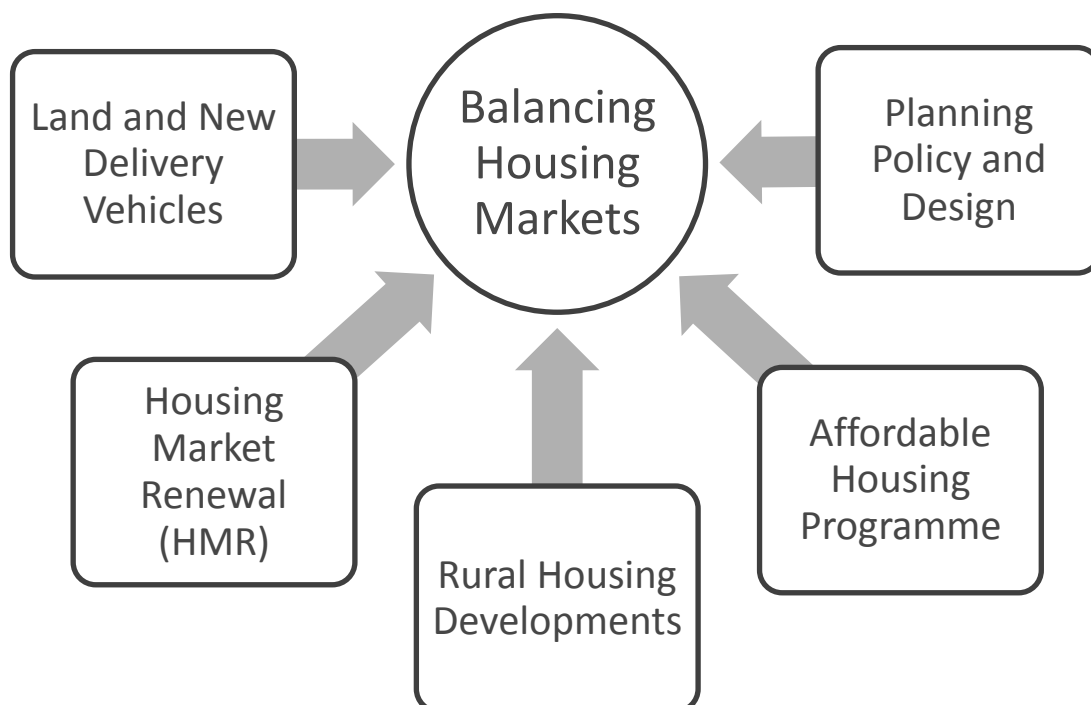 Land and New
Delivery
Vehicles
Balancing
Housing
Markets
Planning
Policy and
Design
Housing
Market
Renewal
(HMR)
Rural Housing
Developments
Affordable
Housing
Programme